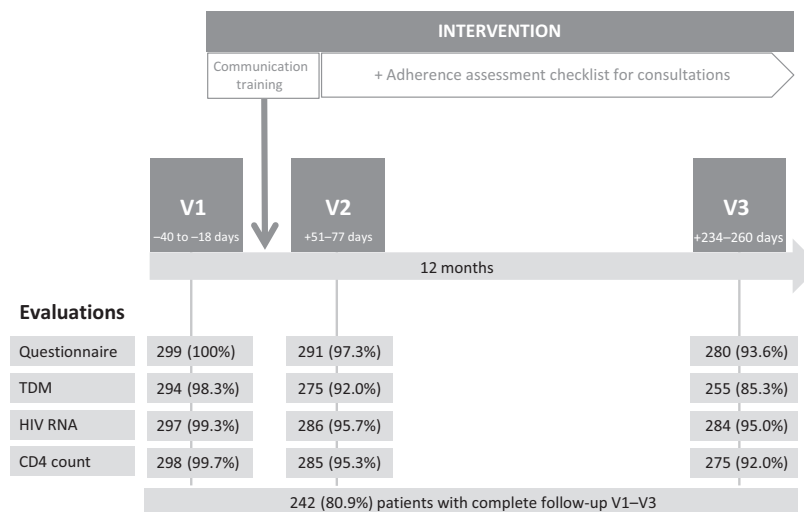 INTERVENTION
Communication
training
+ Adherence assessment checklist for consultations
V1
–40 to –18 days
V2
+51–77 days
V3
+234–260 days
12 months
Evaluations
Questionnaire 299 (100%) 291 (97.3%) 280 (93.6%)
TDM 294 (98.3%) 275 (92.0%) 255 (85.3%)
HIV RNA 297 (99.3%) 286 (95.7%) 284 (95.0%)
CD4 count 298 (99.7%) 285 (95.3%) 275 (92.0%)
242 (80.9%) patients with complete follow-up V1–V3